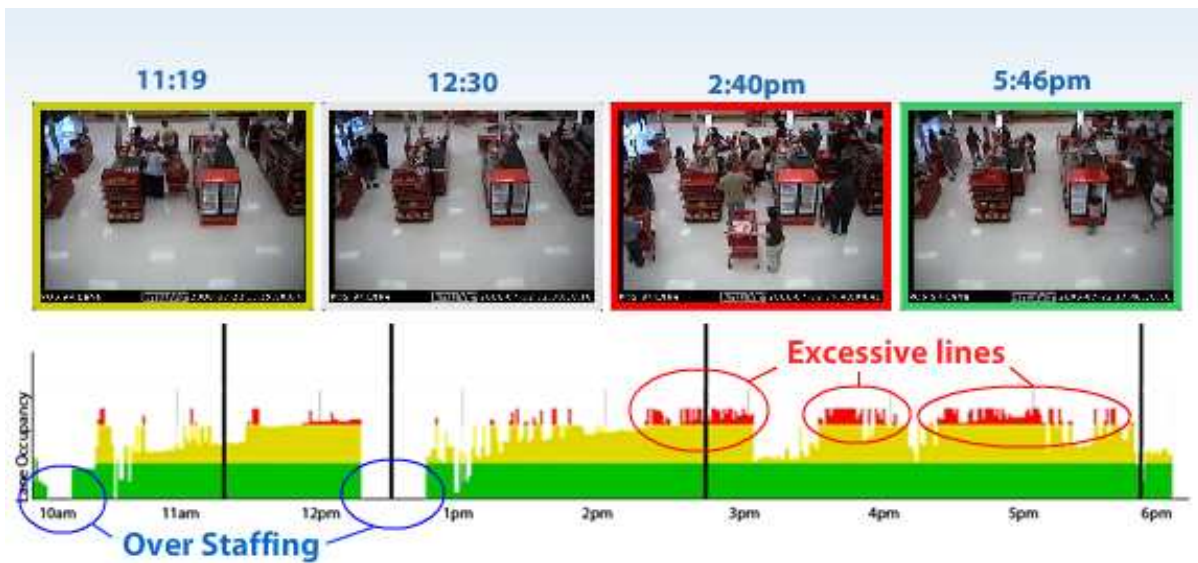 11:19
12:30
2:40pm
5:46pm
Excessive lines
Lane Occupancy
10am
11am
12pm
1pm
2pm
3pm
4pm
5pm
6pm
Over Staffing